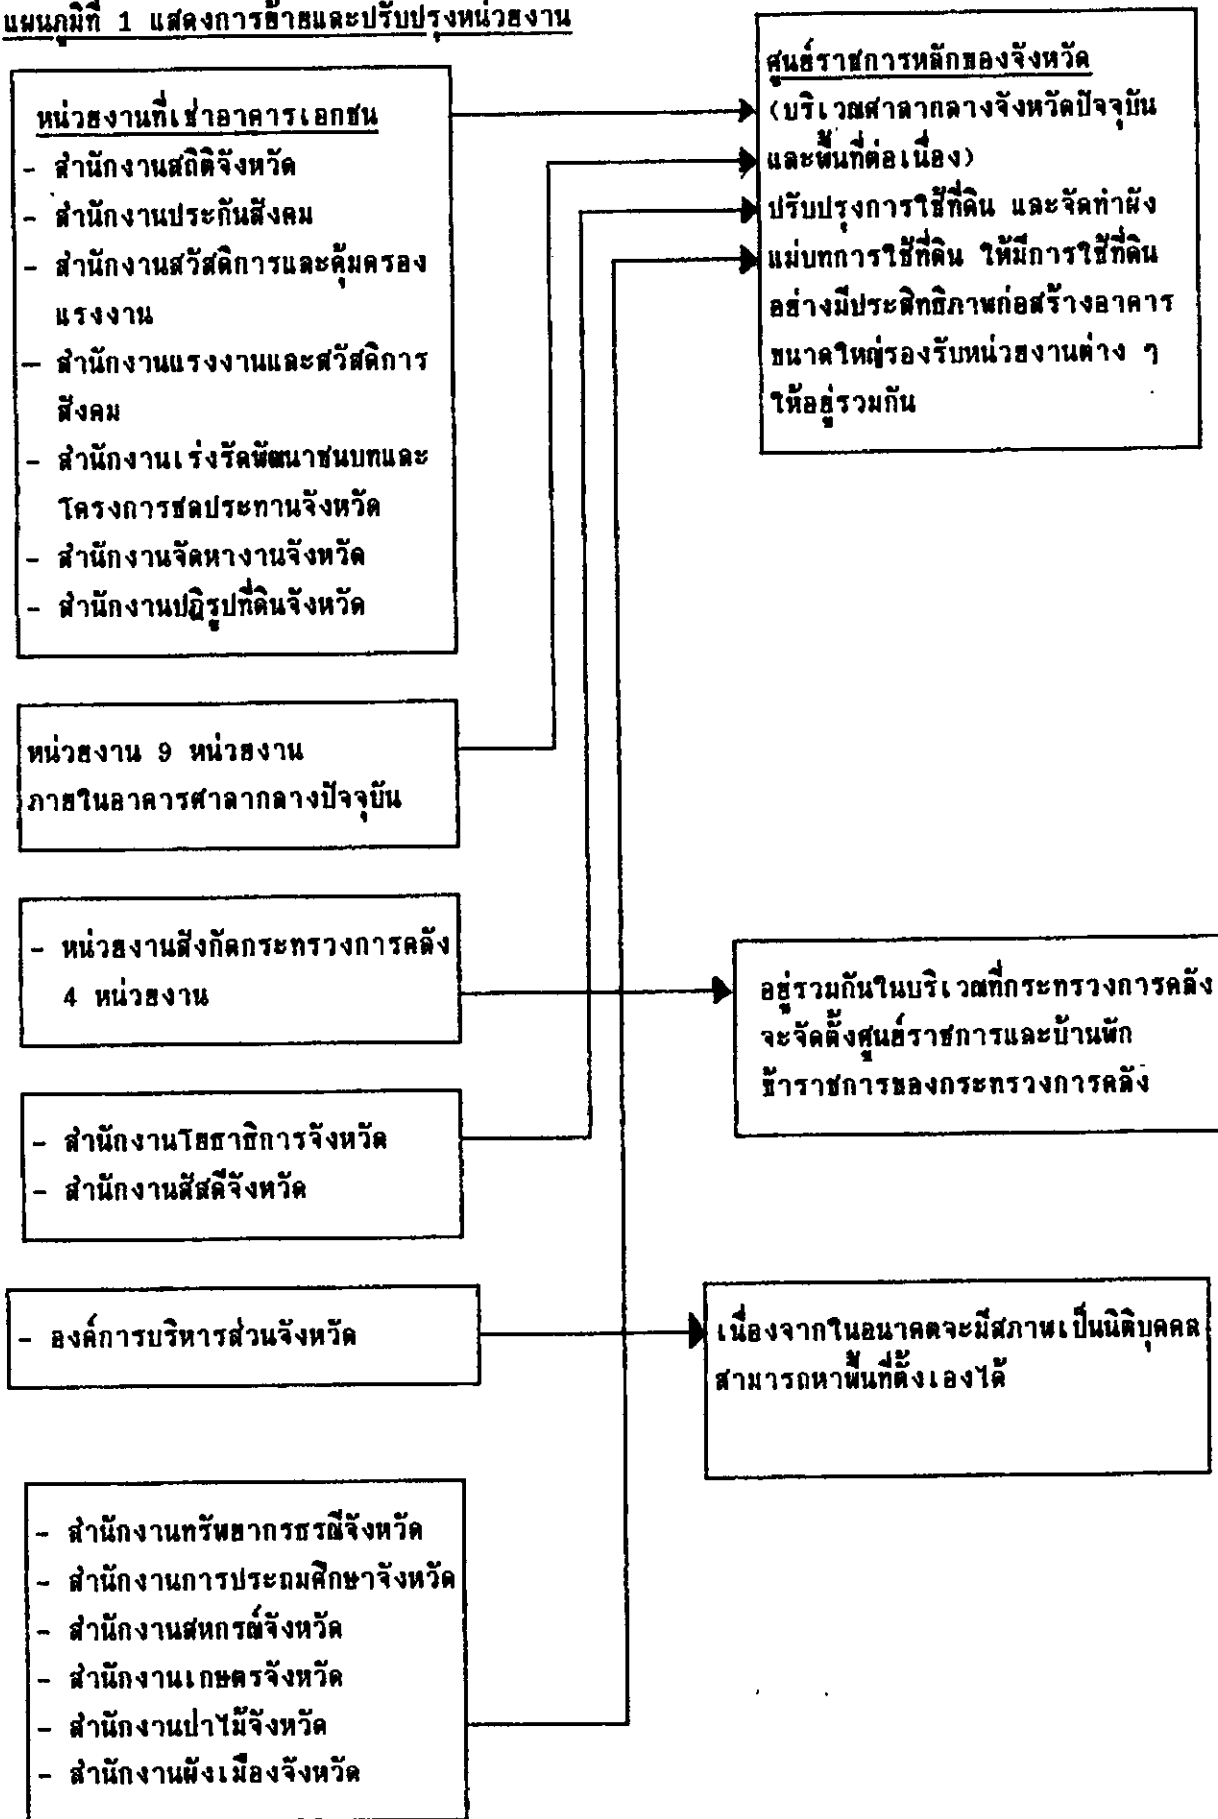 แผนภูมิที่ 1 แสดงการย้ายและปรับปรุงหน่วยงาน
หน่วยงานที่เช่าอาคารเอกชน
- สำนักงานสถิติจังหวัด
- สำนักงานประกันสังคม
- สำนักงานสวัสดิการและคุ้มครอง
แรงงาน
- สำนักงานแรงงานและสวัสดิการ
สังคม
- สำนักงานเร่งรัดพัฒนาชนบทและ
โครงการชลประทานจังหวัด
- สำนักงานจัดหางานจังหวัด
- สำนักงานปฏิรูปที่ดินจังหวัด
ศูนย์ราชการหลักของจังหวัด
(บริเวณศาลากลางจังหวัดปัจจุบัน
และพื้นที่ต่อเนื่อง)
ปรับปรุงการใช้ที่ดิน และจัดทำผัง
แม่บทการใช้ที่ดิน ให้มีการใช้ที่ดิน
อย่างมีประสิทธิภาพก่อสร้างอาคาร
ขนาดใหญ่รองรับหน่วยงานต่าง ๆ
ให้อยู่รวมกัน
หน่วยงาน 9 หน่วยงาน
ภายในอาคารศาลากลางปัจจุบัน
- หน่วยงานสังกัดกระทรวงการคลัง
4 หน่วยงาน
อยู่รวมกันในบริเวณที่กระทรวงการคลัง
จะจัดตั้งศูนย์ราชการและบ้านพัก
ข้าราชการของกระทรวงการคลัง
- สำนักงานโยธาธิการจังหวัด
- สำนักงานสัสดีจังหวัด
- องค์การบริหารส่วนจังหวัด
เนื่องจากในอนาคตจะมีสภาพเป็นนิติบุคคล
สามารถหาพื้นที่ตั้งเองได้
- สำนักงานทรัพยากรธรณีจังหวัด
- สำนักงานการประถมศึกษาจังหวัด
- สำนักงานสหกรณ์จังหวัด
- สำนักงานเกษตรจังหวัด
- สำนักงานป่าไม้จังหวัด
- สำนักงานผังเมืองจังหวัด